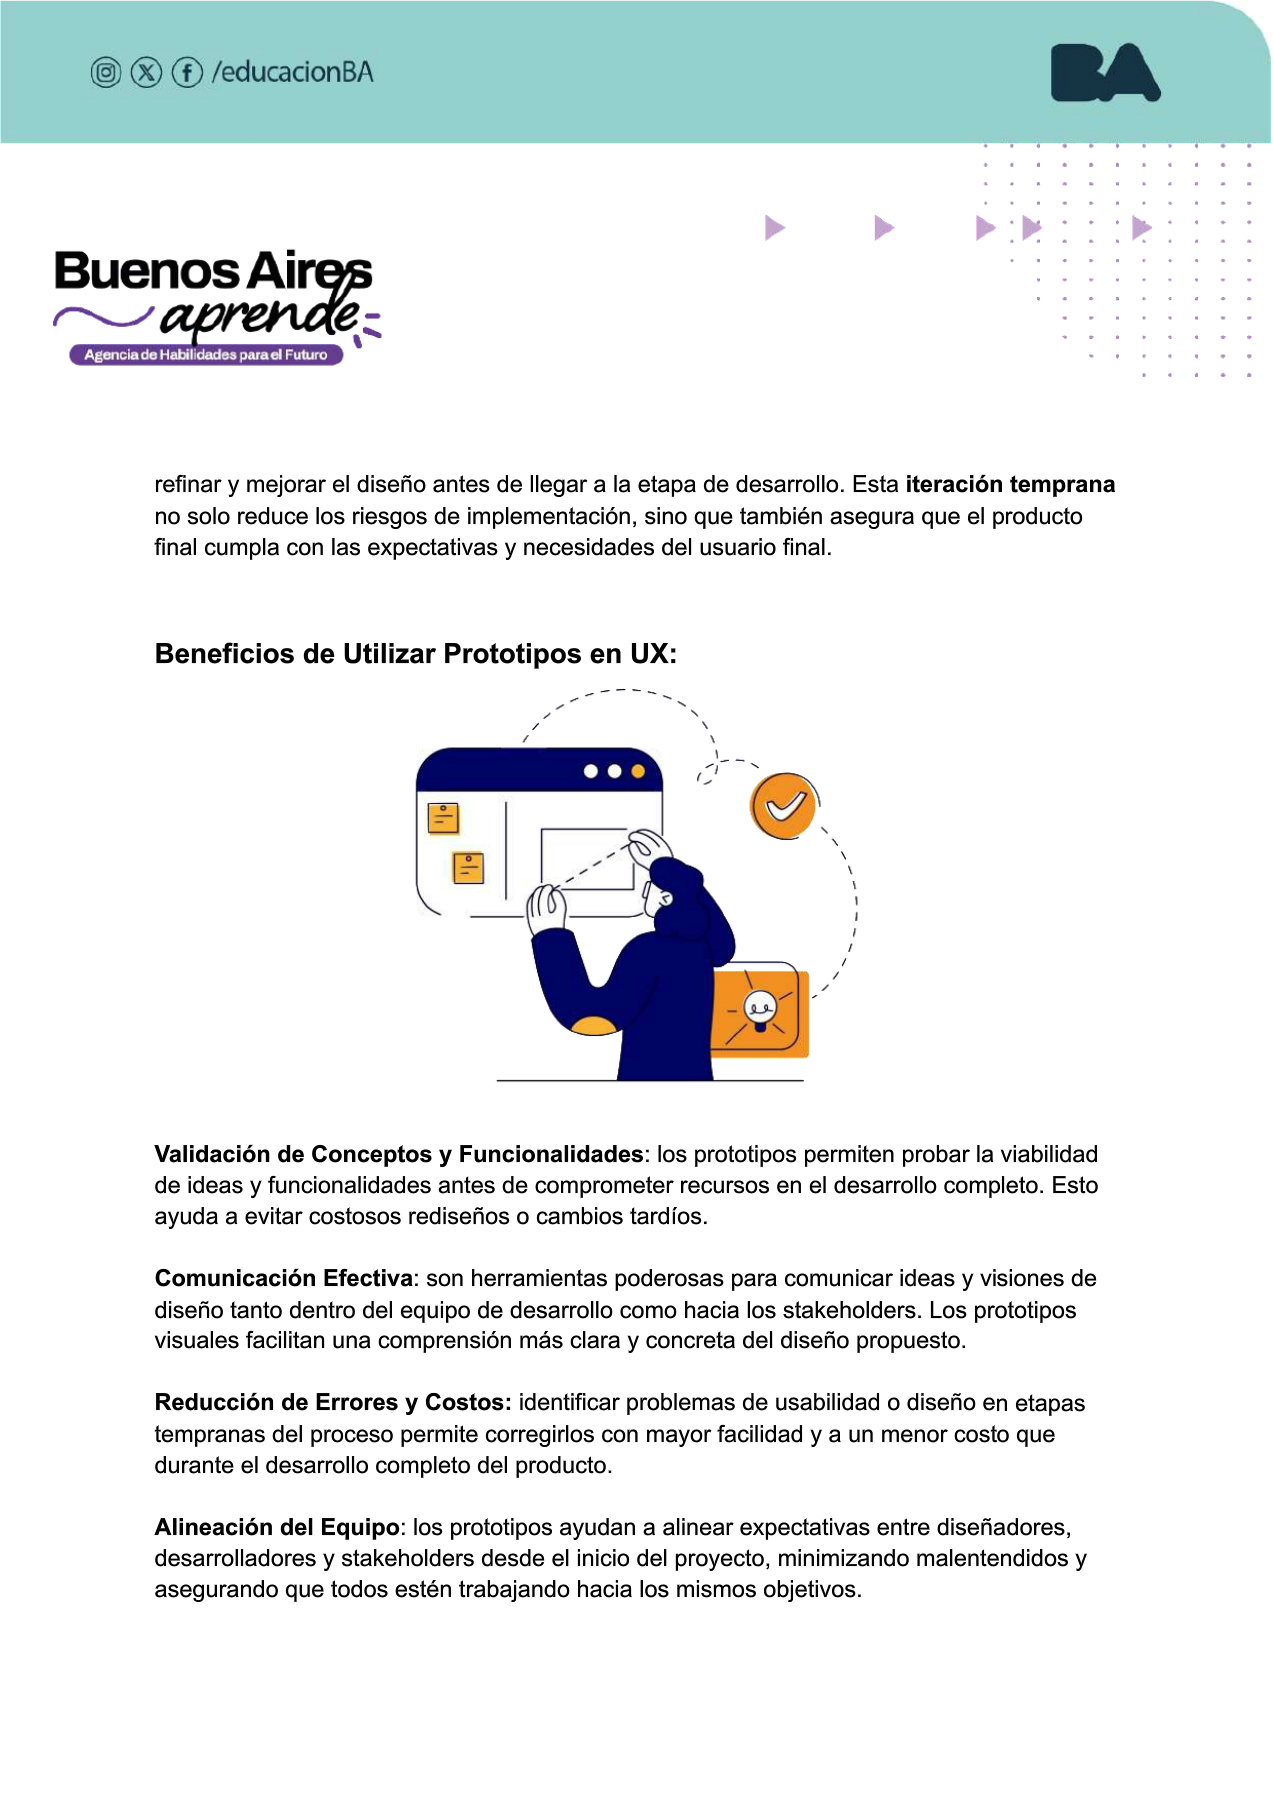 /educacionBA
BA
Buenos Aires
aprende
Agencia de Habilidades para el Futuro
refinar y mejorar el diseño antes de llegar a la etapa de desarrollo. Esta iteración temprana
no solo reduce los riesgos de implementación, sino que también asegura que el producto
final cumpla con las expectativas y necesidades del usuario final.
Beneficios de Utilizar Prototipos en UX:
Validación de Conceptos y Funcionalidades: los prototipos permiten probar la viabilidad
de ideas y funcionalidades antes de comprometer recursos en el desarrollo completo. Esto
ayuda a evitar costosos rediseños o cambios tardíos.
Comunicación Efectiva: son herramientas poderosas para comunicar ideas y visiones de
diseño tanto dentro del equipo de desarrollo como hacia los stakeholders. Los prototipos
visuales facilitan una comprensión más clara y concreta del diseño propuesto.
Reducción de Errores y Costos: identificar problemas de usabilidad o diseño en etapas
tempranas del proceso permite corregirlos con mayor facilidad y a un menor costo que
durante el desarrollo completo del producto.
Alineación del Equipo: los prototipos ayudan a alinear expectativas entre diseñadores,
desarrolladores y stakeholders desde el inicio del proyecto, minimizando malentendidos y
asegurando que todos estén trabajando hacia los mismos objetivos.